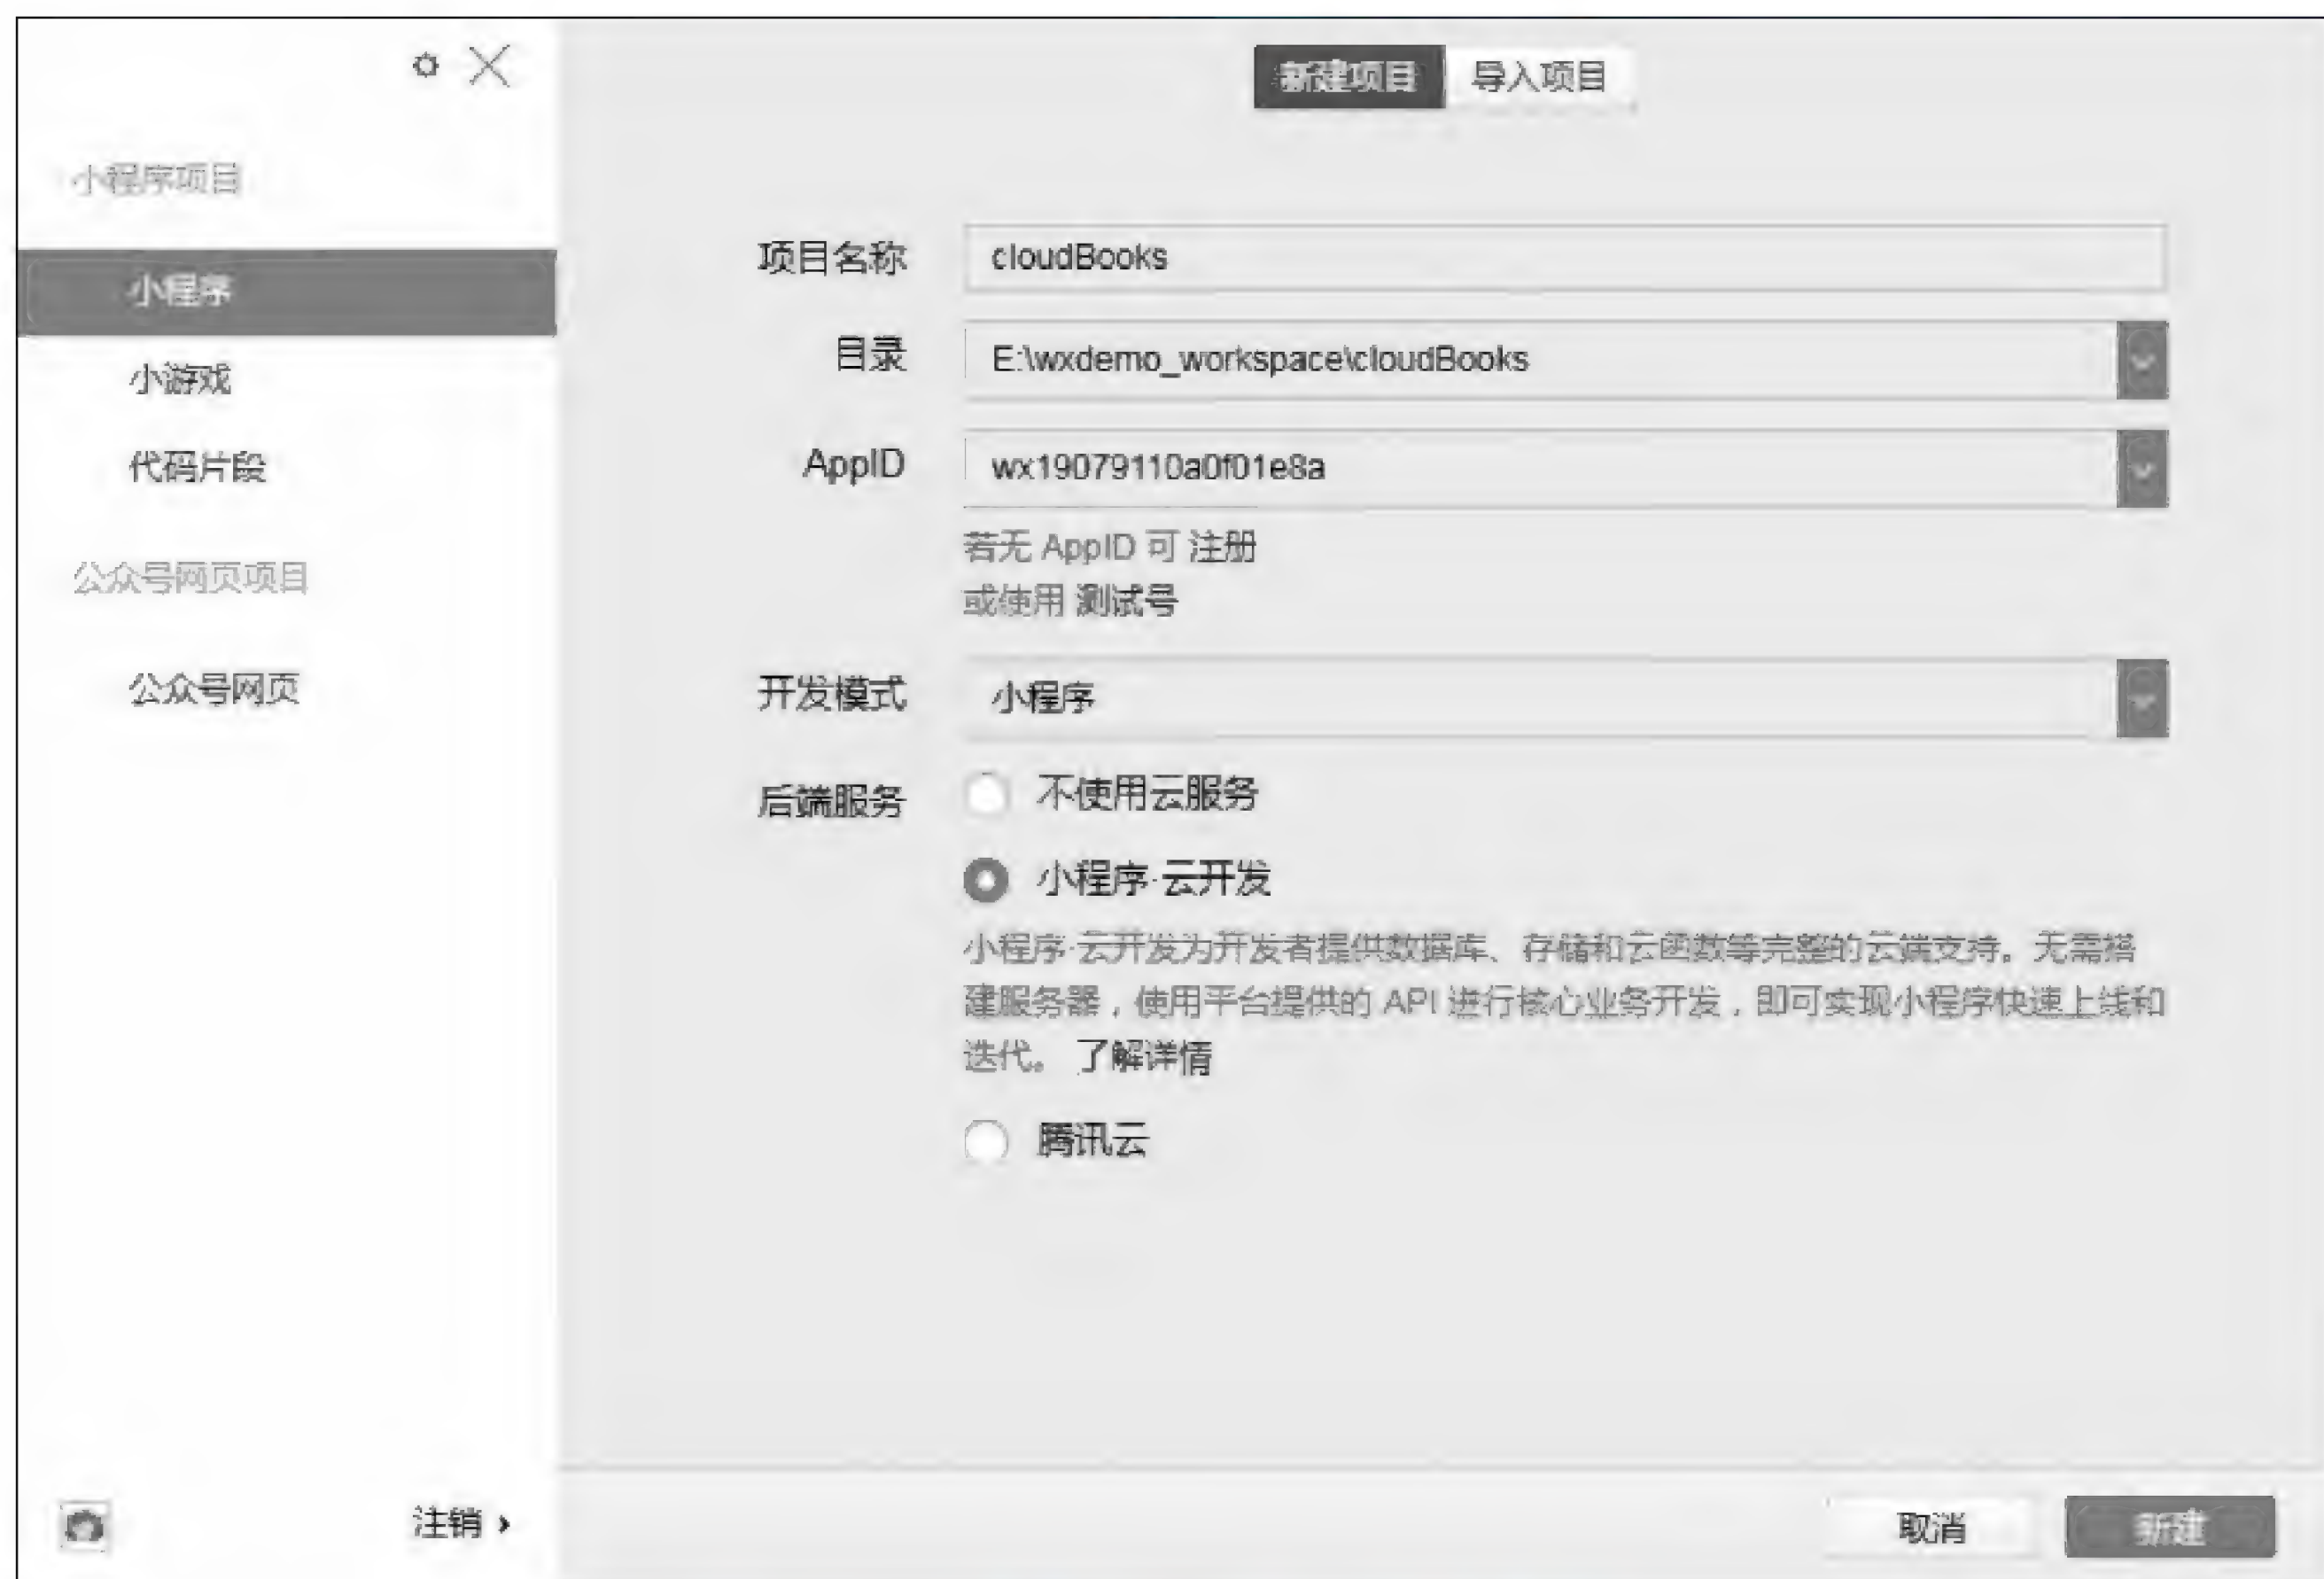 新建项目 导入项目
小程序项目
小程序
小游戏
代码片段
公众号网页项目
公众号网页
注销
项目名称 cloudBooks
目录 E:\wxdemo_workspace\cloudBooks
AppID wx19079110a0f01e8a
若无 AppID 可 注册
或使用 测试号
开发模式 小程序
后端服务 不使用云服务
小程序·云开发
小程序·云开发为开发者提供数据库、存储和云函数等完整的云端支持。无需搭
建服务器，使用平台提供的 API 进行核心业务开发，即可实现小程序快速上线和
迭代。 了解详情
腾讯云
取消 新建